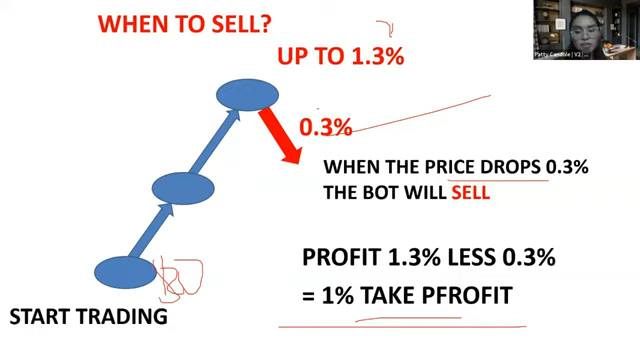 WHEN TO SELL?
UP TO 1.3%
0.3%
WHEN THE PRICE DROPS 0.3%
THE BOT WILL SELL
PROFIT 1.3% LESS 0.3%
= 1% TAKE PFROFIT
START TRADING
Patty Candole | V2 |